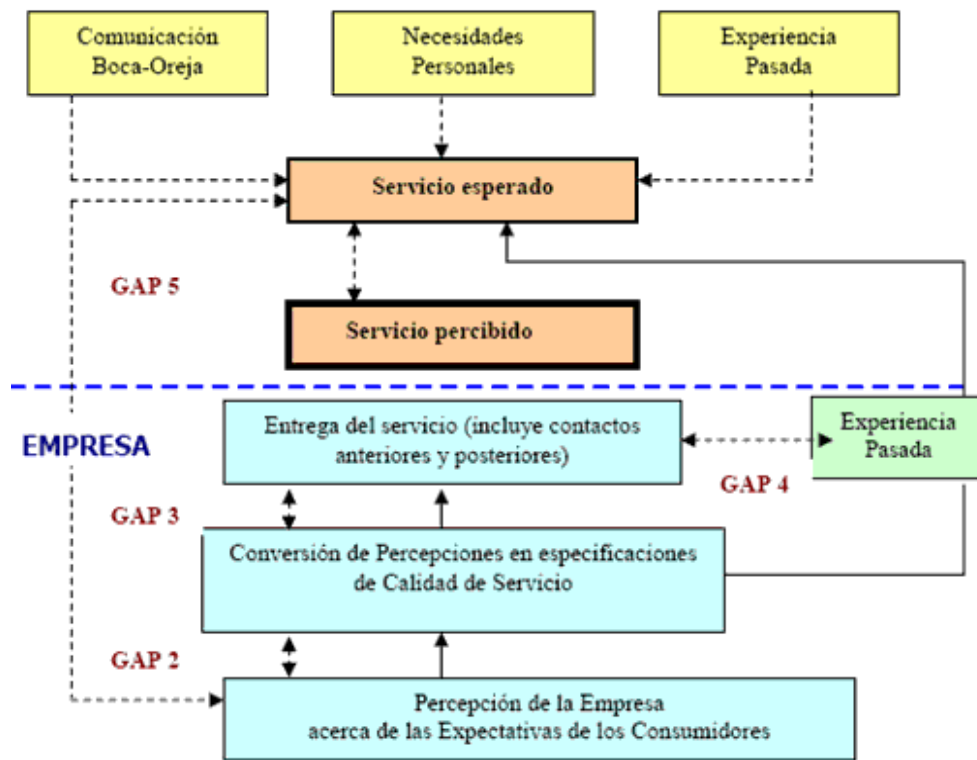 Comunicación
Boca-Oreja
Necesidades
Personales
Experiencia
Pasada
Servicio esperado
GAP 5
Servicio percibido
EMPRESA
Entrega del servicio (incluye contactos
anteriores y posteriores)
Experiencia
Pasada
GAP 4
GAP 3
Conversión de Percepciones en especificaciones
de Calidad de Servicio
GAP 2
Percepción de la Empresa
acerca de las Expectativas de los Consumidores